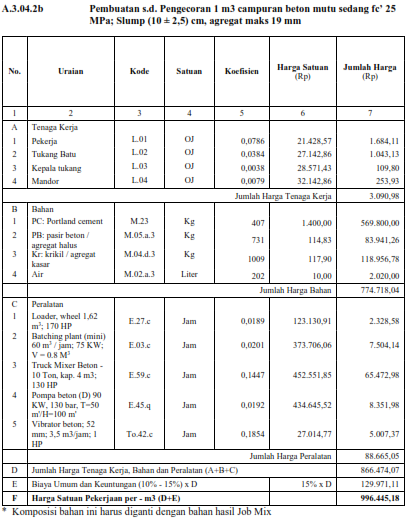 A.3.04.2b Pembuatan s.d. Pengecoran 1 m3 campuran beton mutu sedang fc' 25
MPa; Slump (10 ± 2,5) cm, agregat maks 19 mm
No. Uraian Kode Satuan Koefisien Harga Satuan (Rp) Jumlah Harga (Rp)
1 2 3 4 5 6 7
A Tenaga Kerja
1 Pekerja L.01 OJ 0,0786 21.428,57 1.684,11
2 Tukang Batu L.02 OJ 0,0384 27.142,86 1.043,13
3 Kepala tukang L.03 OJ 0,0038 28.571,43 109,80
4 Mandor L.04 OJ 0,0079 32.142,86 253,93
Jumlah Harga Tenaga Kerja 3.090,98
B Bahan
1 PC: Portland cement M.23 Kg 407 1.400,00 569.800,00
2 PB: pasir beton / M.05.a.3 Kg
agregat halus 731 114,83 83.941,26
3 Kr: krikil / agregat M.04.d.3 Kg
kasar 1009 117,90 118.956,78
4 Air M.02.a.3 Liter 202 10,00 2.020,00
Jumlah Harga Bahan 774.718,04
C Peralatan
1 Loader, wheel 1,62
m³; 170 HP E.27.c Jam 0,0189 123.130,91 2.328,58
2 Batching plant (mini)
60 m³ / jam; 75 KW; E.03.c Jam 0,0201 373.706,06 7.504,14
V = 0.8 M³
3 Truck Mixer Beton -
10 Ton, kap. 4 m3; E.59.c Jam 0,1447 452.551,85 65.472,98
130 HP
4 Pompa beton (D) 90
KW, 130 bar, T=50 E.45.q Jam 0,0192 434.645,52 8.351,98
m'/H=100 m'
5 Vibrator beton; 52
mm; 3,5 m3/jam; 1 To.42.c Jam 0,1854 27.014,77 5.007,37
HP
Jumlah Harga Peralatan 88.665,05
D Jumlah Harga Tenaga Kerja, Bahan dan Peralatan (A+B+C) 866.474,07
E Biaya Umum dan Keuntungan (10% - 15%) x D 15% x D 129.971,11
F Harga Satuan Pekerjaan per - m3 (D+E) 996.445,18
* Komposisi bahan ini harus diganti dengan bahan hasil Job Mix